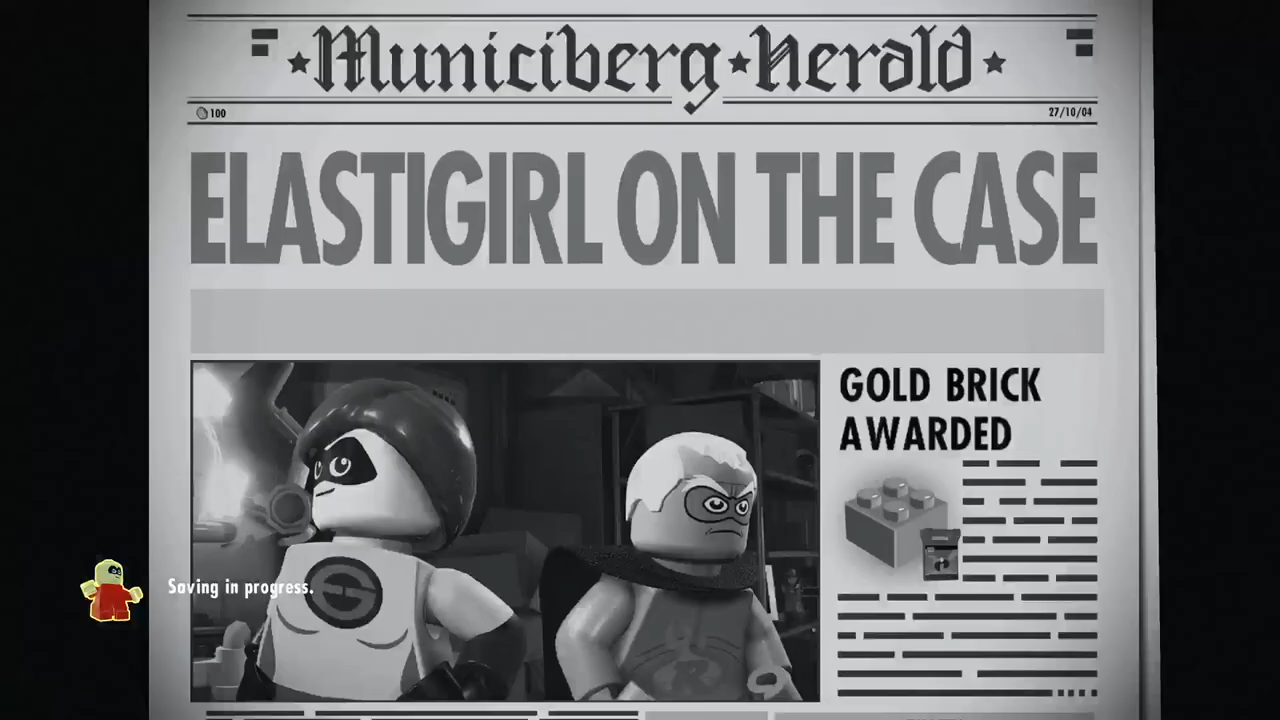 Municiberg Herald
100
27/10/04
ELASTIGIRL ON THE CASE
GOLD BRICK
AWARDED
Saving in progress.